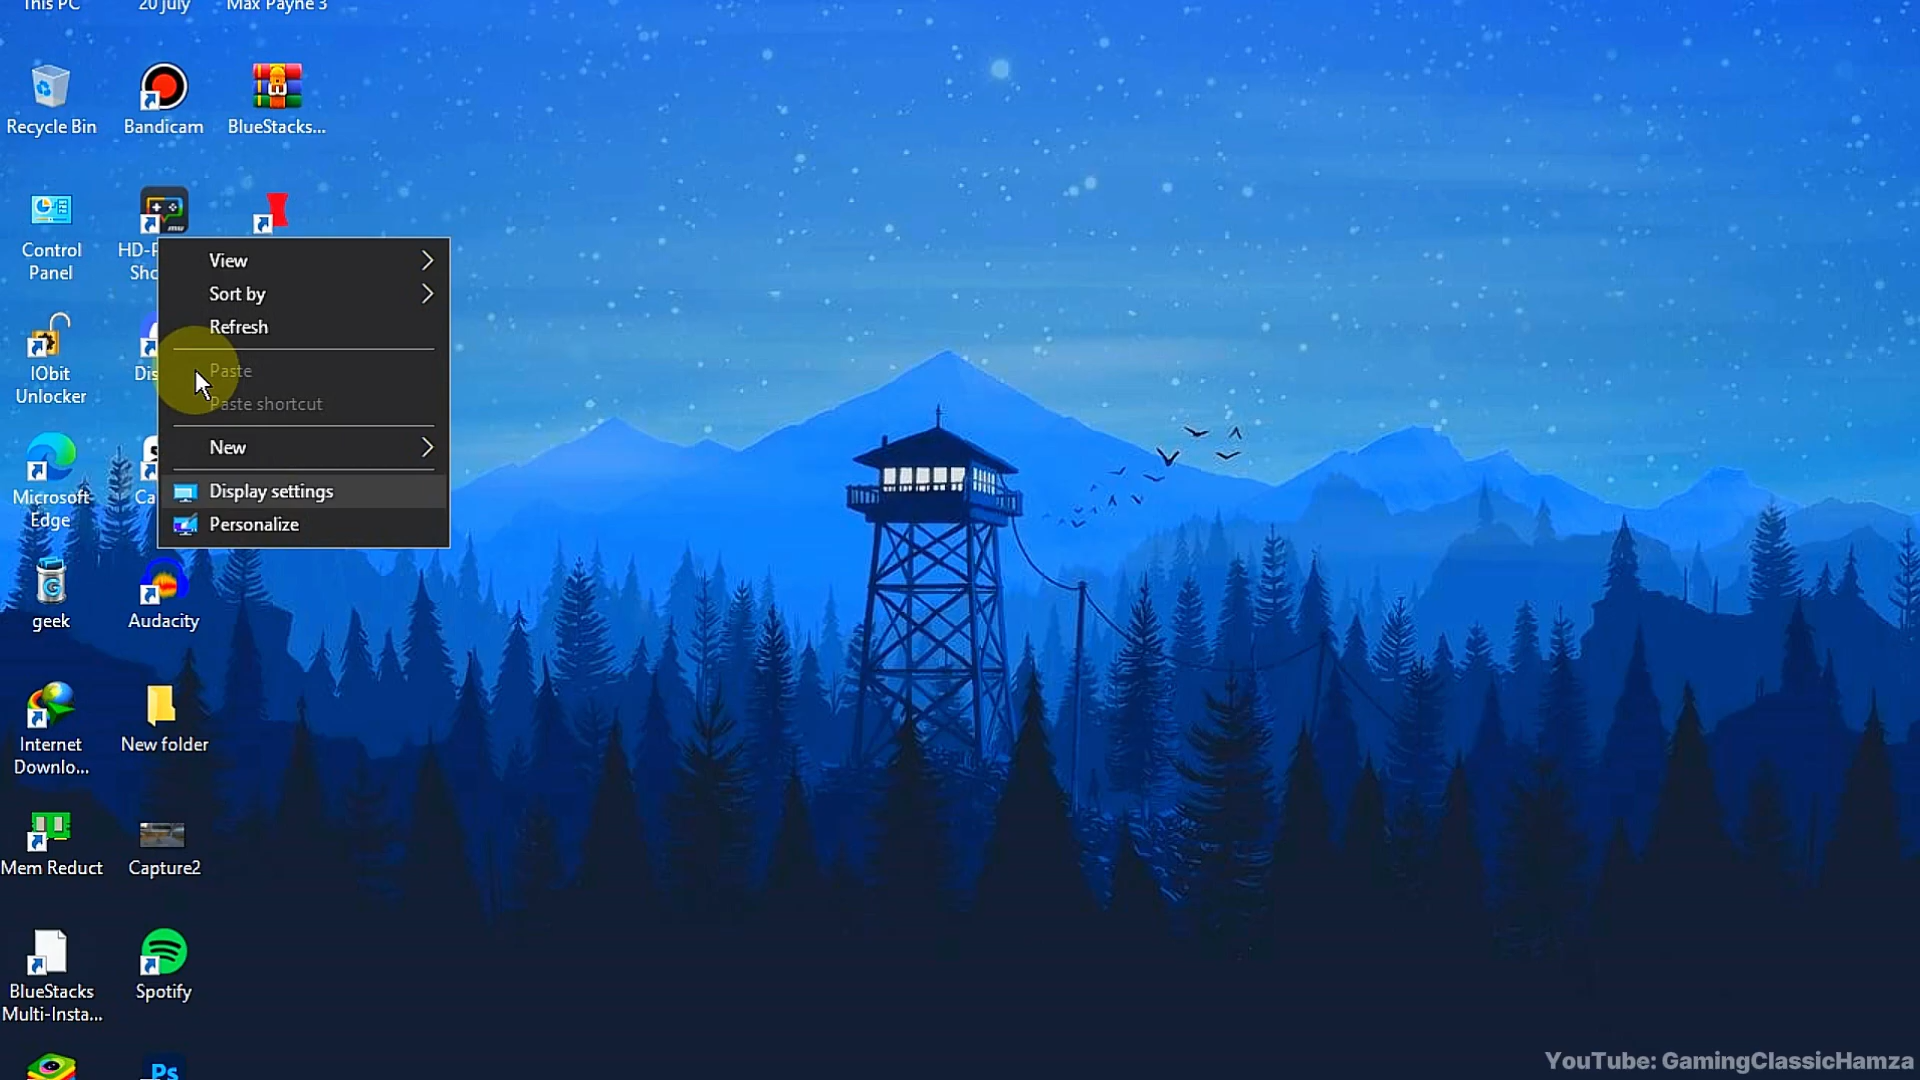 This PC
20 july
Max Payne 3
Recycle Bin
Bandicam
BlueStacks...
Control
Panel
IObit
Unlocker
View
Sort by
Refresh
Paste
Paste shortcut
New
Display settings
Personalize
Microsoft
Edge
geek
Audacity
Internet
Downlo...
New folder
Mem Reduct
Capture2
BlueStacks
Multi-Insta...
Spotify
Ps
YouTube: GamingClassicHamza